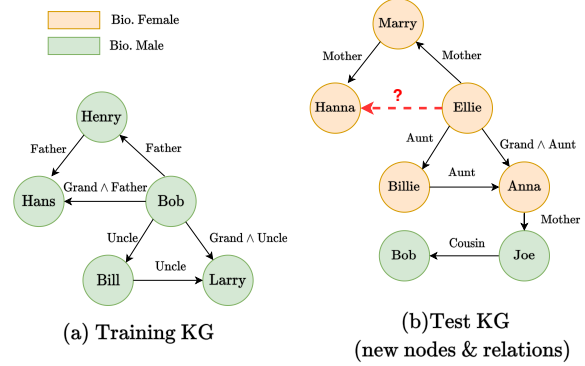 Bio. Female
Bio. Male
Henry
Father
Father
Hans
Grand ∧ Father
Bob
Uncle
Grand ∧ Uncle
Bill
Uncle
Larry
(a) Training KG
Marry
Mother
Mother
Hanna
?
Ellie
Aunt
Grand ∧ Aunt
Billie
Aunt
Anna
Mother
Bob
Cousin
Joe
(b)Test KG
(new nodes & relations)